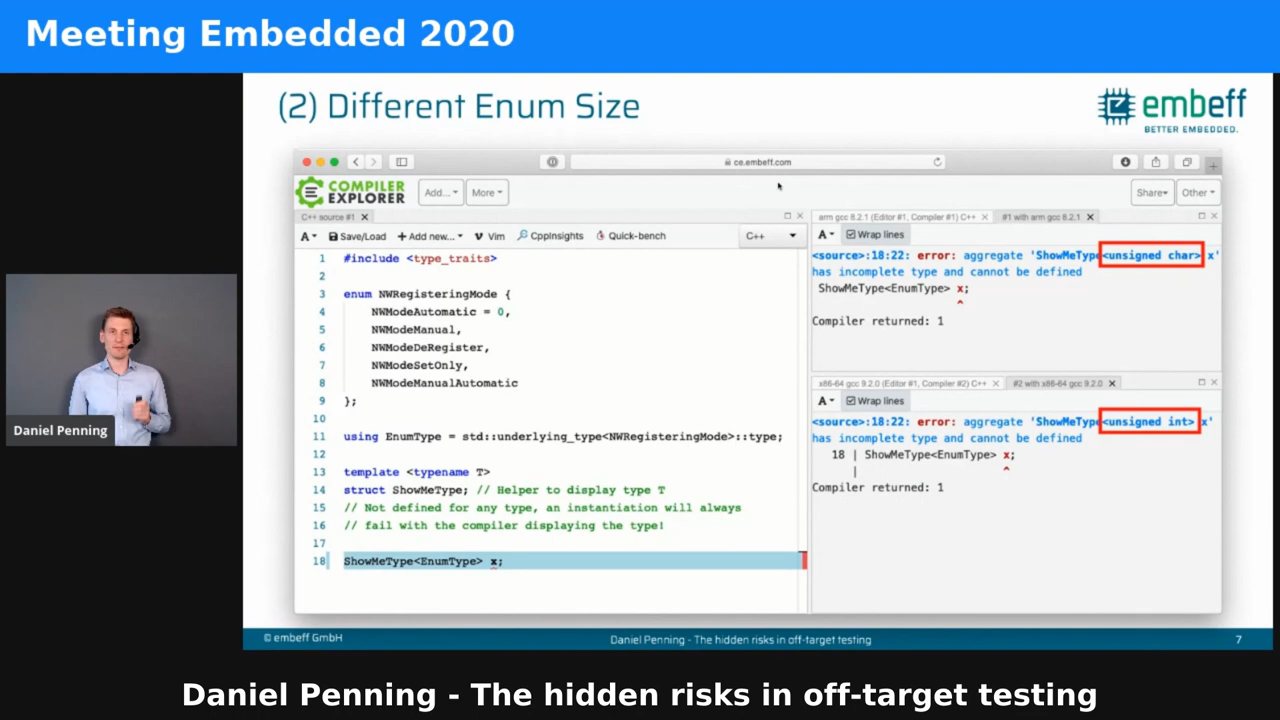 Meeting Embedded 2020
(2) Different Enum Size
embeff
BETTER EMBEDDED.
ce.embeff.com
COMPILER
EXPLORER
Add...
More
Share
Other
C++ source #1
A
Save/Load
Add new...
Vim
CppInsights
Quick-bench
C++
1 #include <type_traits>
2
3 enum NWRegisteringMode {
4 NWModeAutomatic = 0,
5 NWModeManual,
6 NWModeDeRegister,
7 NWModeSetOnly,
8 NWModeManualAutomatic
9 };
10
11 using EnumType = std::underlying_type<NWRegisteringMode>::type;
12
13 template <typename T>
14 struct ShowMeType; // Helper to display type T
15 // Not defined for any type, an instantiation will always
16 // fail with the compiler displaying the type!
17
18 ShowMeType<EnumType> x;
arm gcc 8.2.1 (Editor #1, Compiler #1) C++
#1 with arm gcc 8.2.1
A
Wrap lines
<source>:18:22: error: aggregate 'ShowMeType<unsigned char> x'
has incomplete type and cannot be defined
ShowMeType<EnumType> x;
^
Compiler returned: 1
x86-64 gcc 9.2.0 (Editor #1, Compiler #2) C++
#2 with x86-64 gcc 9.2.0
A
Wrap lines
<source>:18:22: error: aggregate 'ShowMeType<unsigned int> x'
has incomplete type and cannot be defined
18 | ShowMeType<EnumType> x;
| ^
Compiler returned: 1
Daniel Penning
© embeff GmbH
Daniel Penning - The hidden risks in off-target testing
7
Daniel Penning - The hidden risks in off-target testing